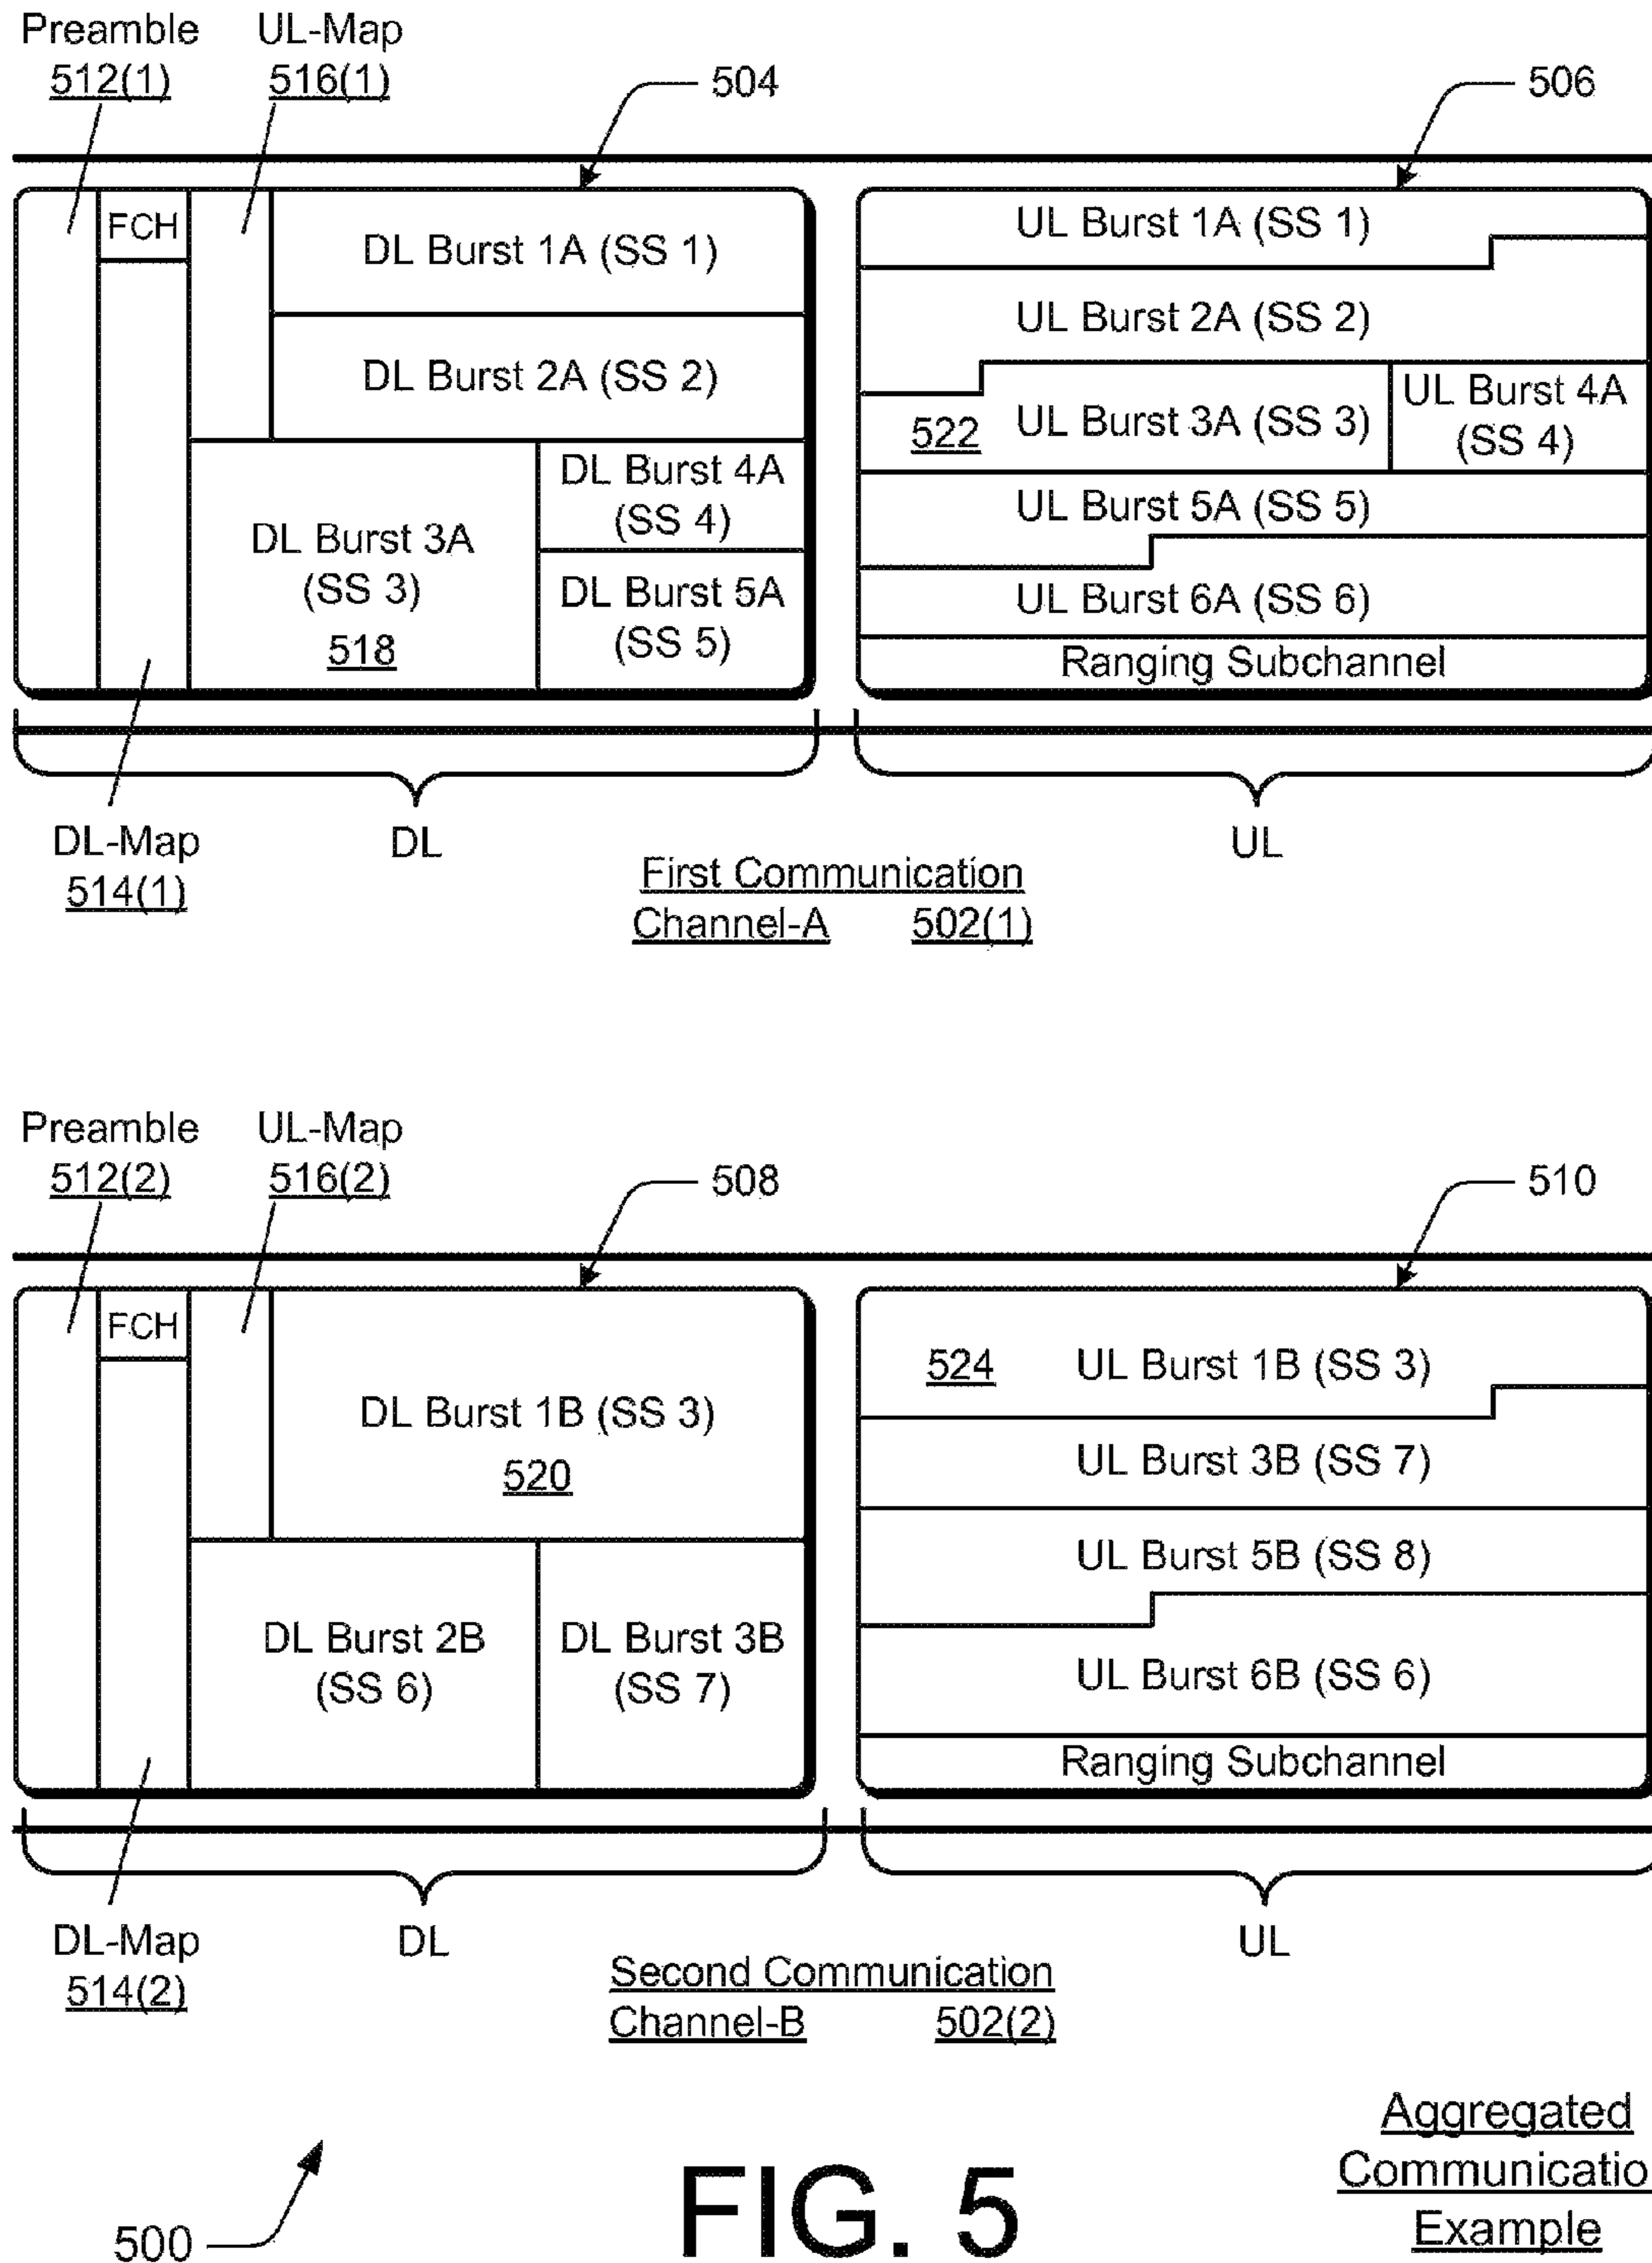 Preamble
512(1)
UL-Map
516(1)
504
506
FCH
DL Burst 1A (SS 1)
DL Burst 2A (SS 2)
DL Burst 3A
(SS 3)
518
DL Burst 4A
(SS 4)
DL Burst 5A
(SS 5)
UL Burst 1A (SS 1)
UL Burst 2A (SS 2)
522
UL Burst 3A (SS 3)
UL Burst 4A
(SS 4)
UL Burst 5A (SS 5)
UL Burst 6A (SS 6)
Ranging Subchannel
DL-Map
514(1)
DL
UL
First Communication
Channel-A 502(1)
Preamble
512(2)
UL-Map
516(2)
508
510
FCH
DL Burst 1B (SS 3)
520
DL Burst 2B
(SS 6)
DL Burst 3B
(SS 7)
524
UL Burst 1B (SS 3)
UL Burst 3B (SS 7)
UL Burst 5B (SS 8)
UL Burst 6B (SS 6)
Ranging Subchannel
DL-Map
514(2)
DL
UL
Second Communication
Channel-B 502(2)
Aggregated
Communicatio
Example
500
FIG. 5